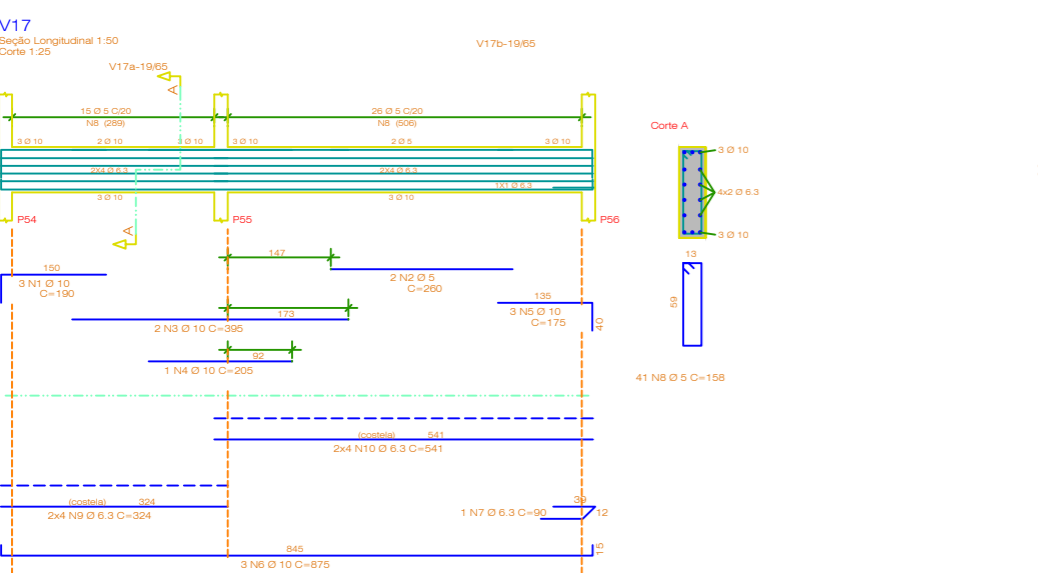 V17
Seção Longitudinal 1:50
Corte 1:25
V17a-19/65
V17b-19/65
A
15 Ø 5 C/20
N8 (289)
26 Ø 5 C/20
N8 (506)
Corte A
3 Ø 10
2 Ø 10
3 Ø 10
3 Ø 10
2 Ø 5
3 Ø 10
3 Ø 10
2X4 Ø 6.3
2X4 Ø 6.3
1X1 Ø 6.3
4x2 Ø 6.3
3 Ø 10
3 Ø 10
3 Ø 10
P54
P55
P56
A
13
59
147
150
3 N1 Ø 10
C=190
2 N2 Ø 5
C=260
135
3 N5 Ø 10
C=175
40
173
2 N3 Ø 10 C=395
92
1 N4 Ø 10 C=205
41 N8 Ø 5 C=158
(costela) 541
2x4 N10 Ø 6.3 C=541
(costela) 324
2x4 N9 Ø 6.3 C=324
39
1 N7 Ø 6.3 C=90
12
845
15
3 N6 Ø 10 C=875